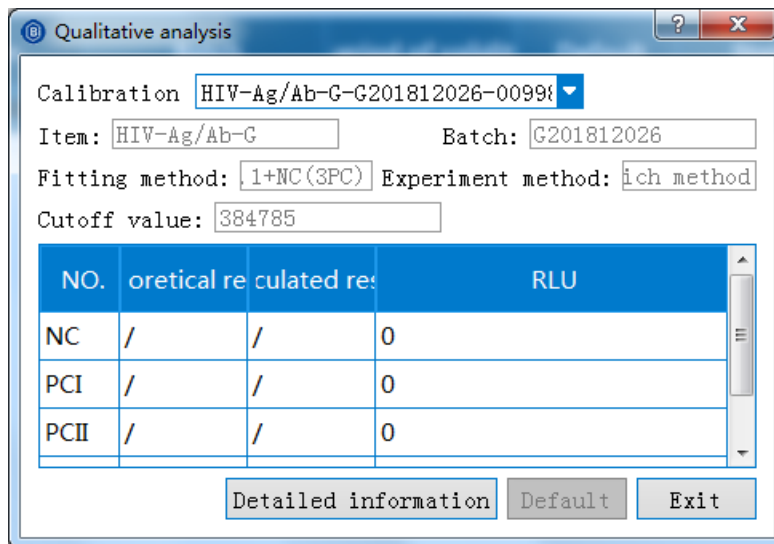 Qualitative analysis
Calibration HIV-Ag/Ab-G-G201812026-0099
Item: HIV-Ag/Ab-G Batch: G201812026
Fitting method: .1+NC(3PC) Experiment method: ich method
Cutoff value: 384785
NO. oretical re culated res RLU
NC / / 0
PCI / / 0
PCII / / 0
Detailed information Default Exit